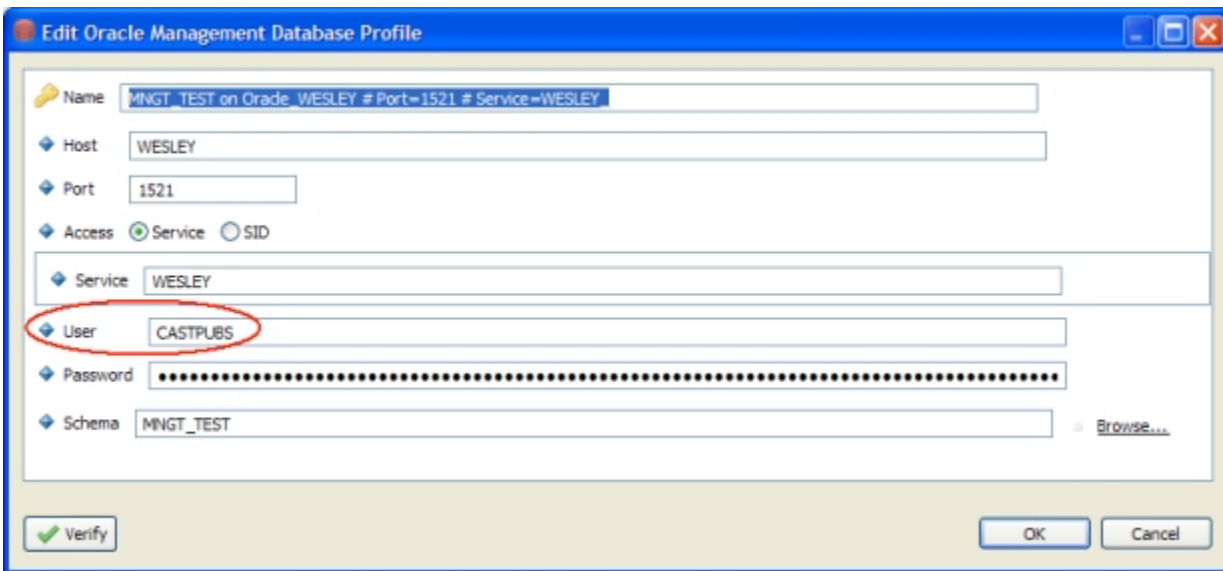 Edit Oracle Management Database Profile
Name MNGT_TEST on Oracle_WESLEY # Port=1521 # Service=WESLEY_
Host WESLEY
Port 1521
Access Service SID
Service WESLEY
User CASTPUBS
Password
Schema MNGT_TEST Browse...
Verify OK Cancel